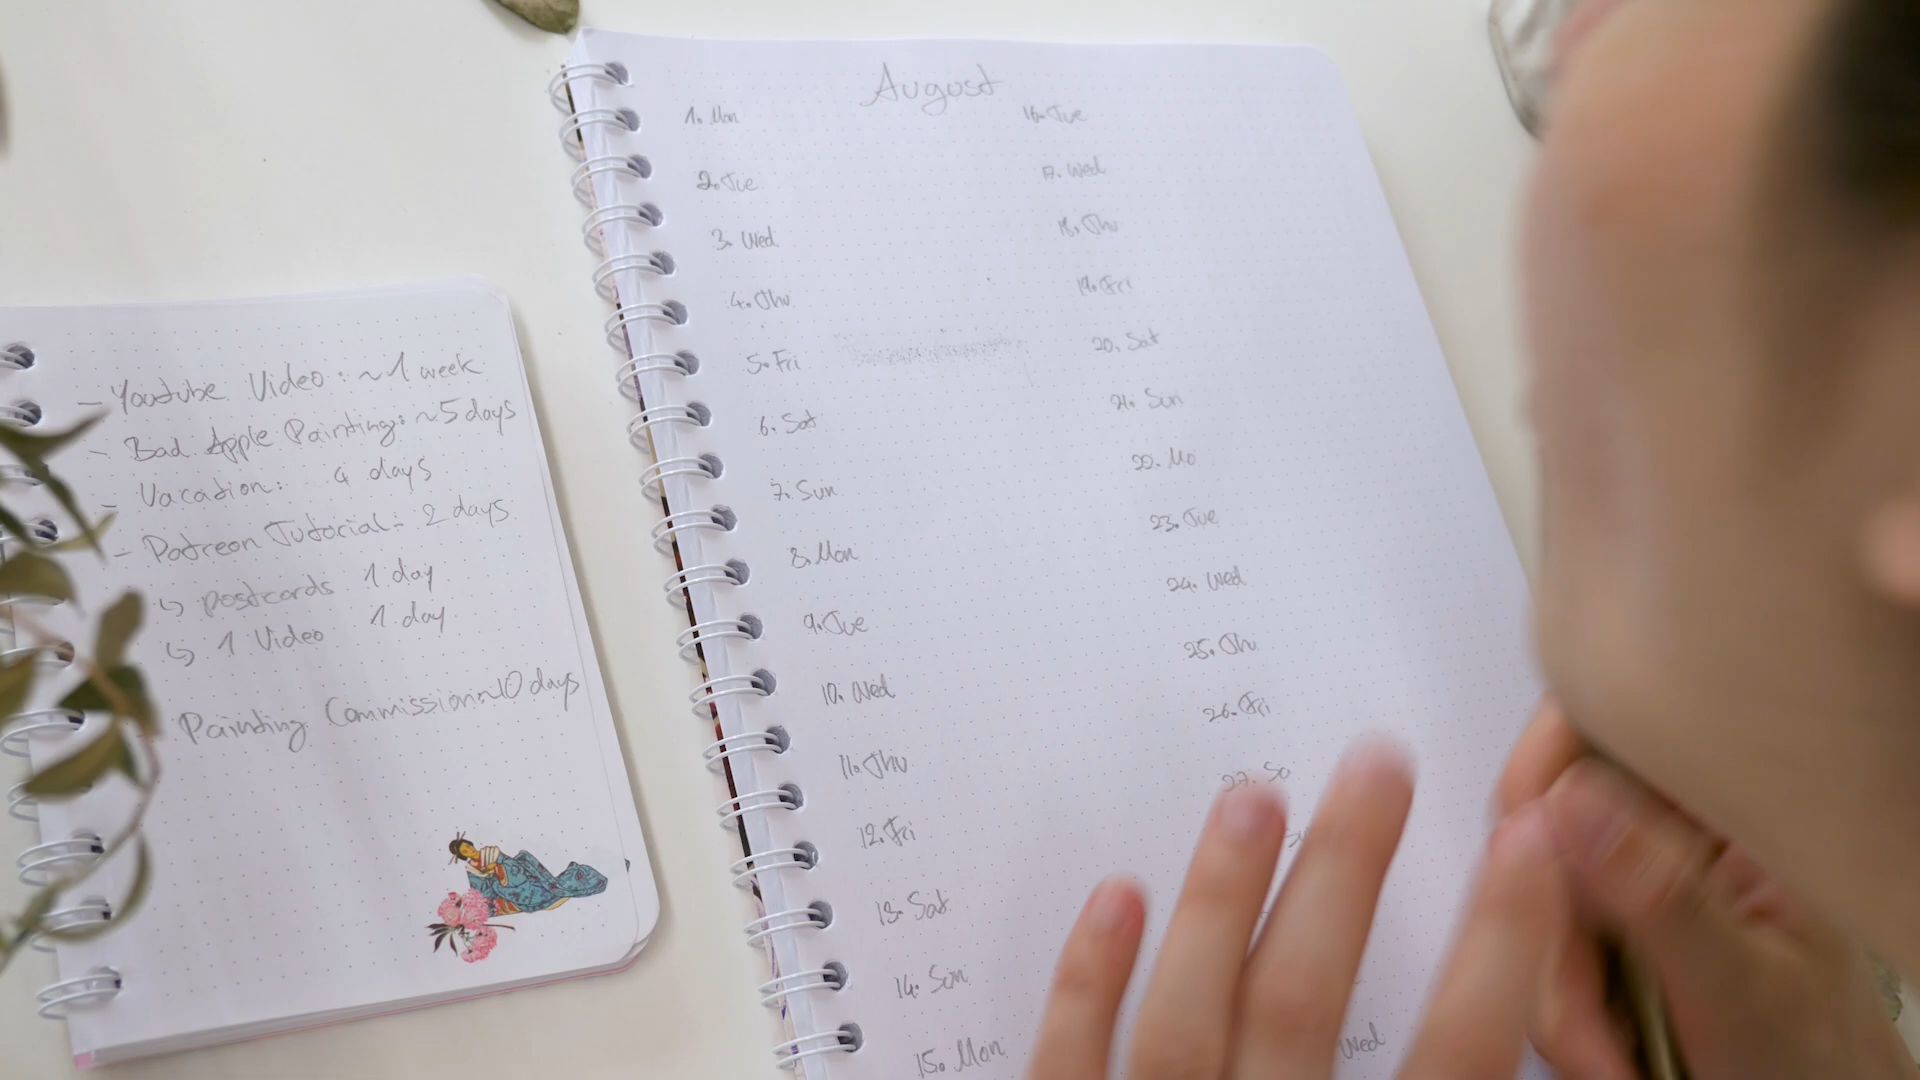 - Youtube Video: ~1 week
- Bad Apple Painting: ~5 days
- Vacation: 4 days
- Patreon Tutorial: 2 days
↳ postcards 1 day
↳ 1 Video 1 day
Painting Commission: ~10 days
August
1. Mon
2. Tue
3. Wed
4. Thu
5. Fri
6. Sat
7. Sun
8. Mon
9. Tue
10. Wed
11. Thu
12. Fri
13. Sat
14. Sun
15. Mon
16. Tue
17. Wed
18. Thu
19. Fri
20. Sat
21. Sun
22. Mo
23. Tue
24. Wed
25. Thu
26. Fri
27. Sa
Wed